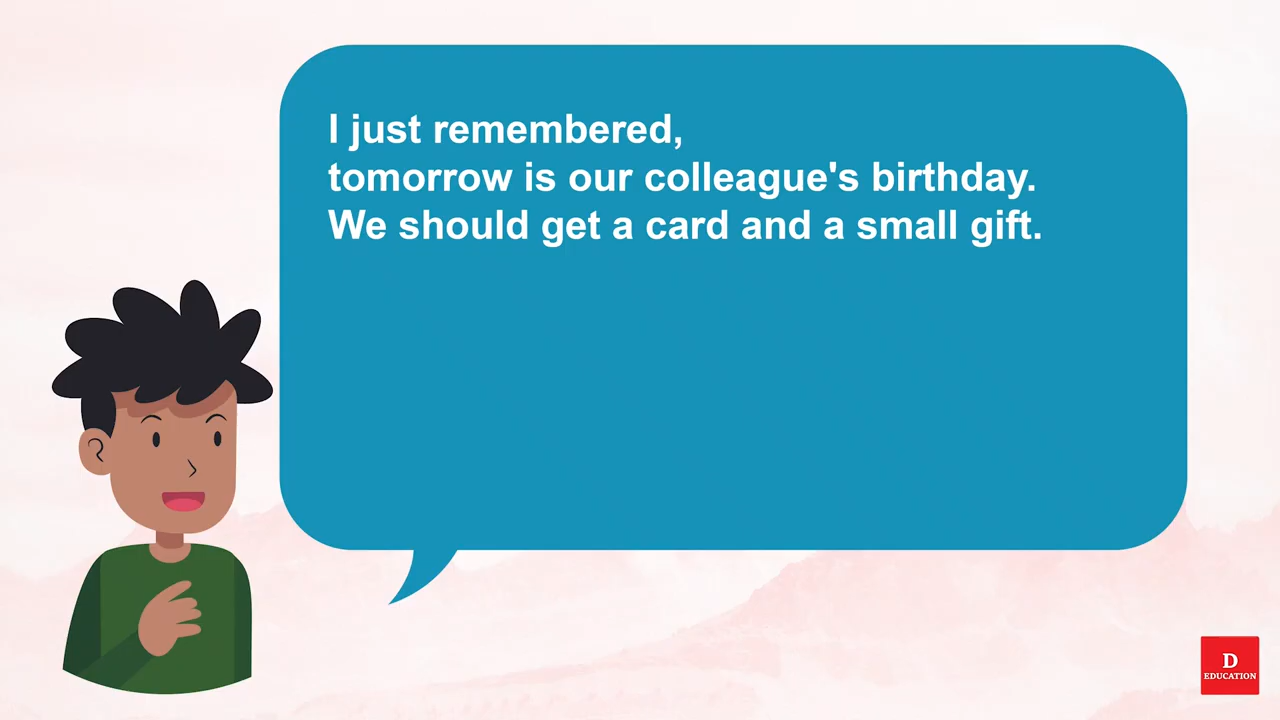 I just remembered,
tomorrow is our colleague's birthday.
We should get a card and a small gift.
D
EDUCATION